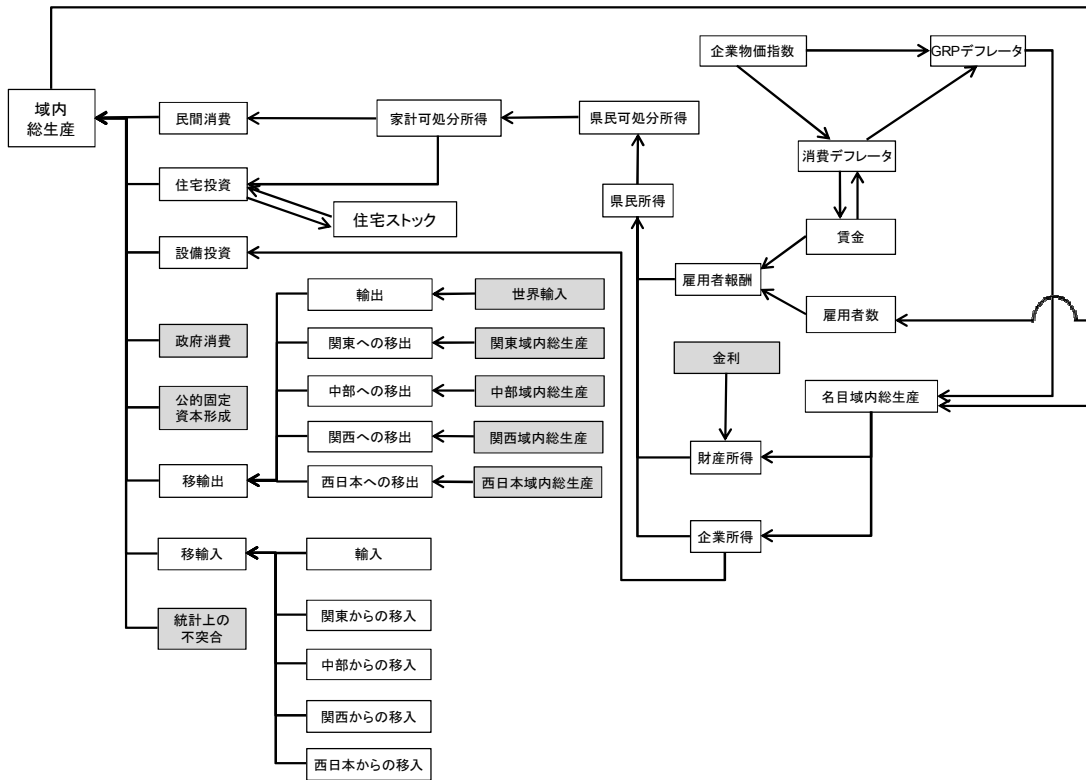 企業物価指数
GRPデフレータ
域内
総生産
民間消費
家計可処分所得
県民可処分所得
消費デフレータ
住宅投資
県民所得
住宅ストック
賃金
設備投資
雇用者報酬
輸出
世界輸入
雇用者数
政府消費
関東への移出
関東域内総生産
金利
中部への移出
中部域内総生産
名目域内総生産
公的固定
資本形成
関西への移出
関西域内総生産
財産所得
移輸出
西日本への移出
西日本域内総生産
企業所得
移輸入
輸入
関東からの移入
統計上の
不突合
中部からの移入
関西からの移入
西日本からの移入